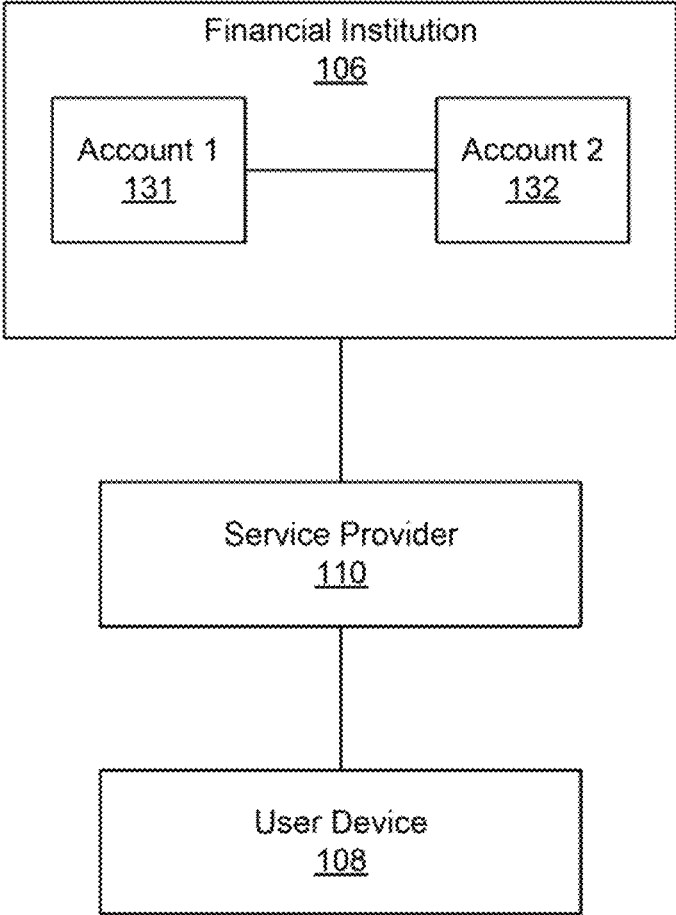 Financial Institution
106
Account 1
131
Account 2
132
Service Provider
110
User Device
108